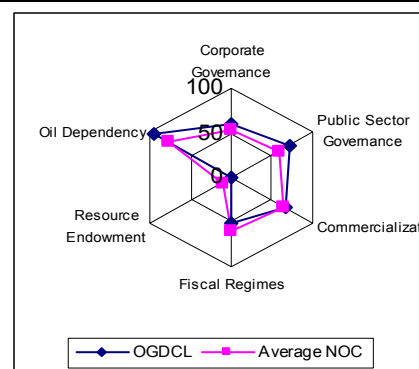 Corporate
Governance
100
Public Sector
Governance
50
Oil Dependency
0
Resource
Endowment
Commercializat
Fiscal Regimes
OGDCL
Average NOC